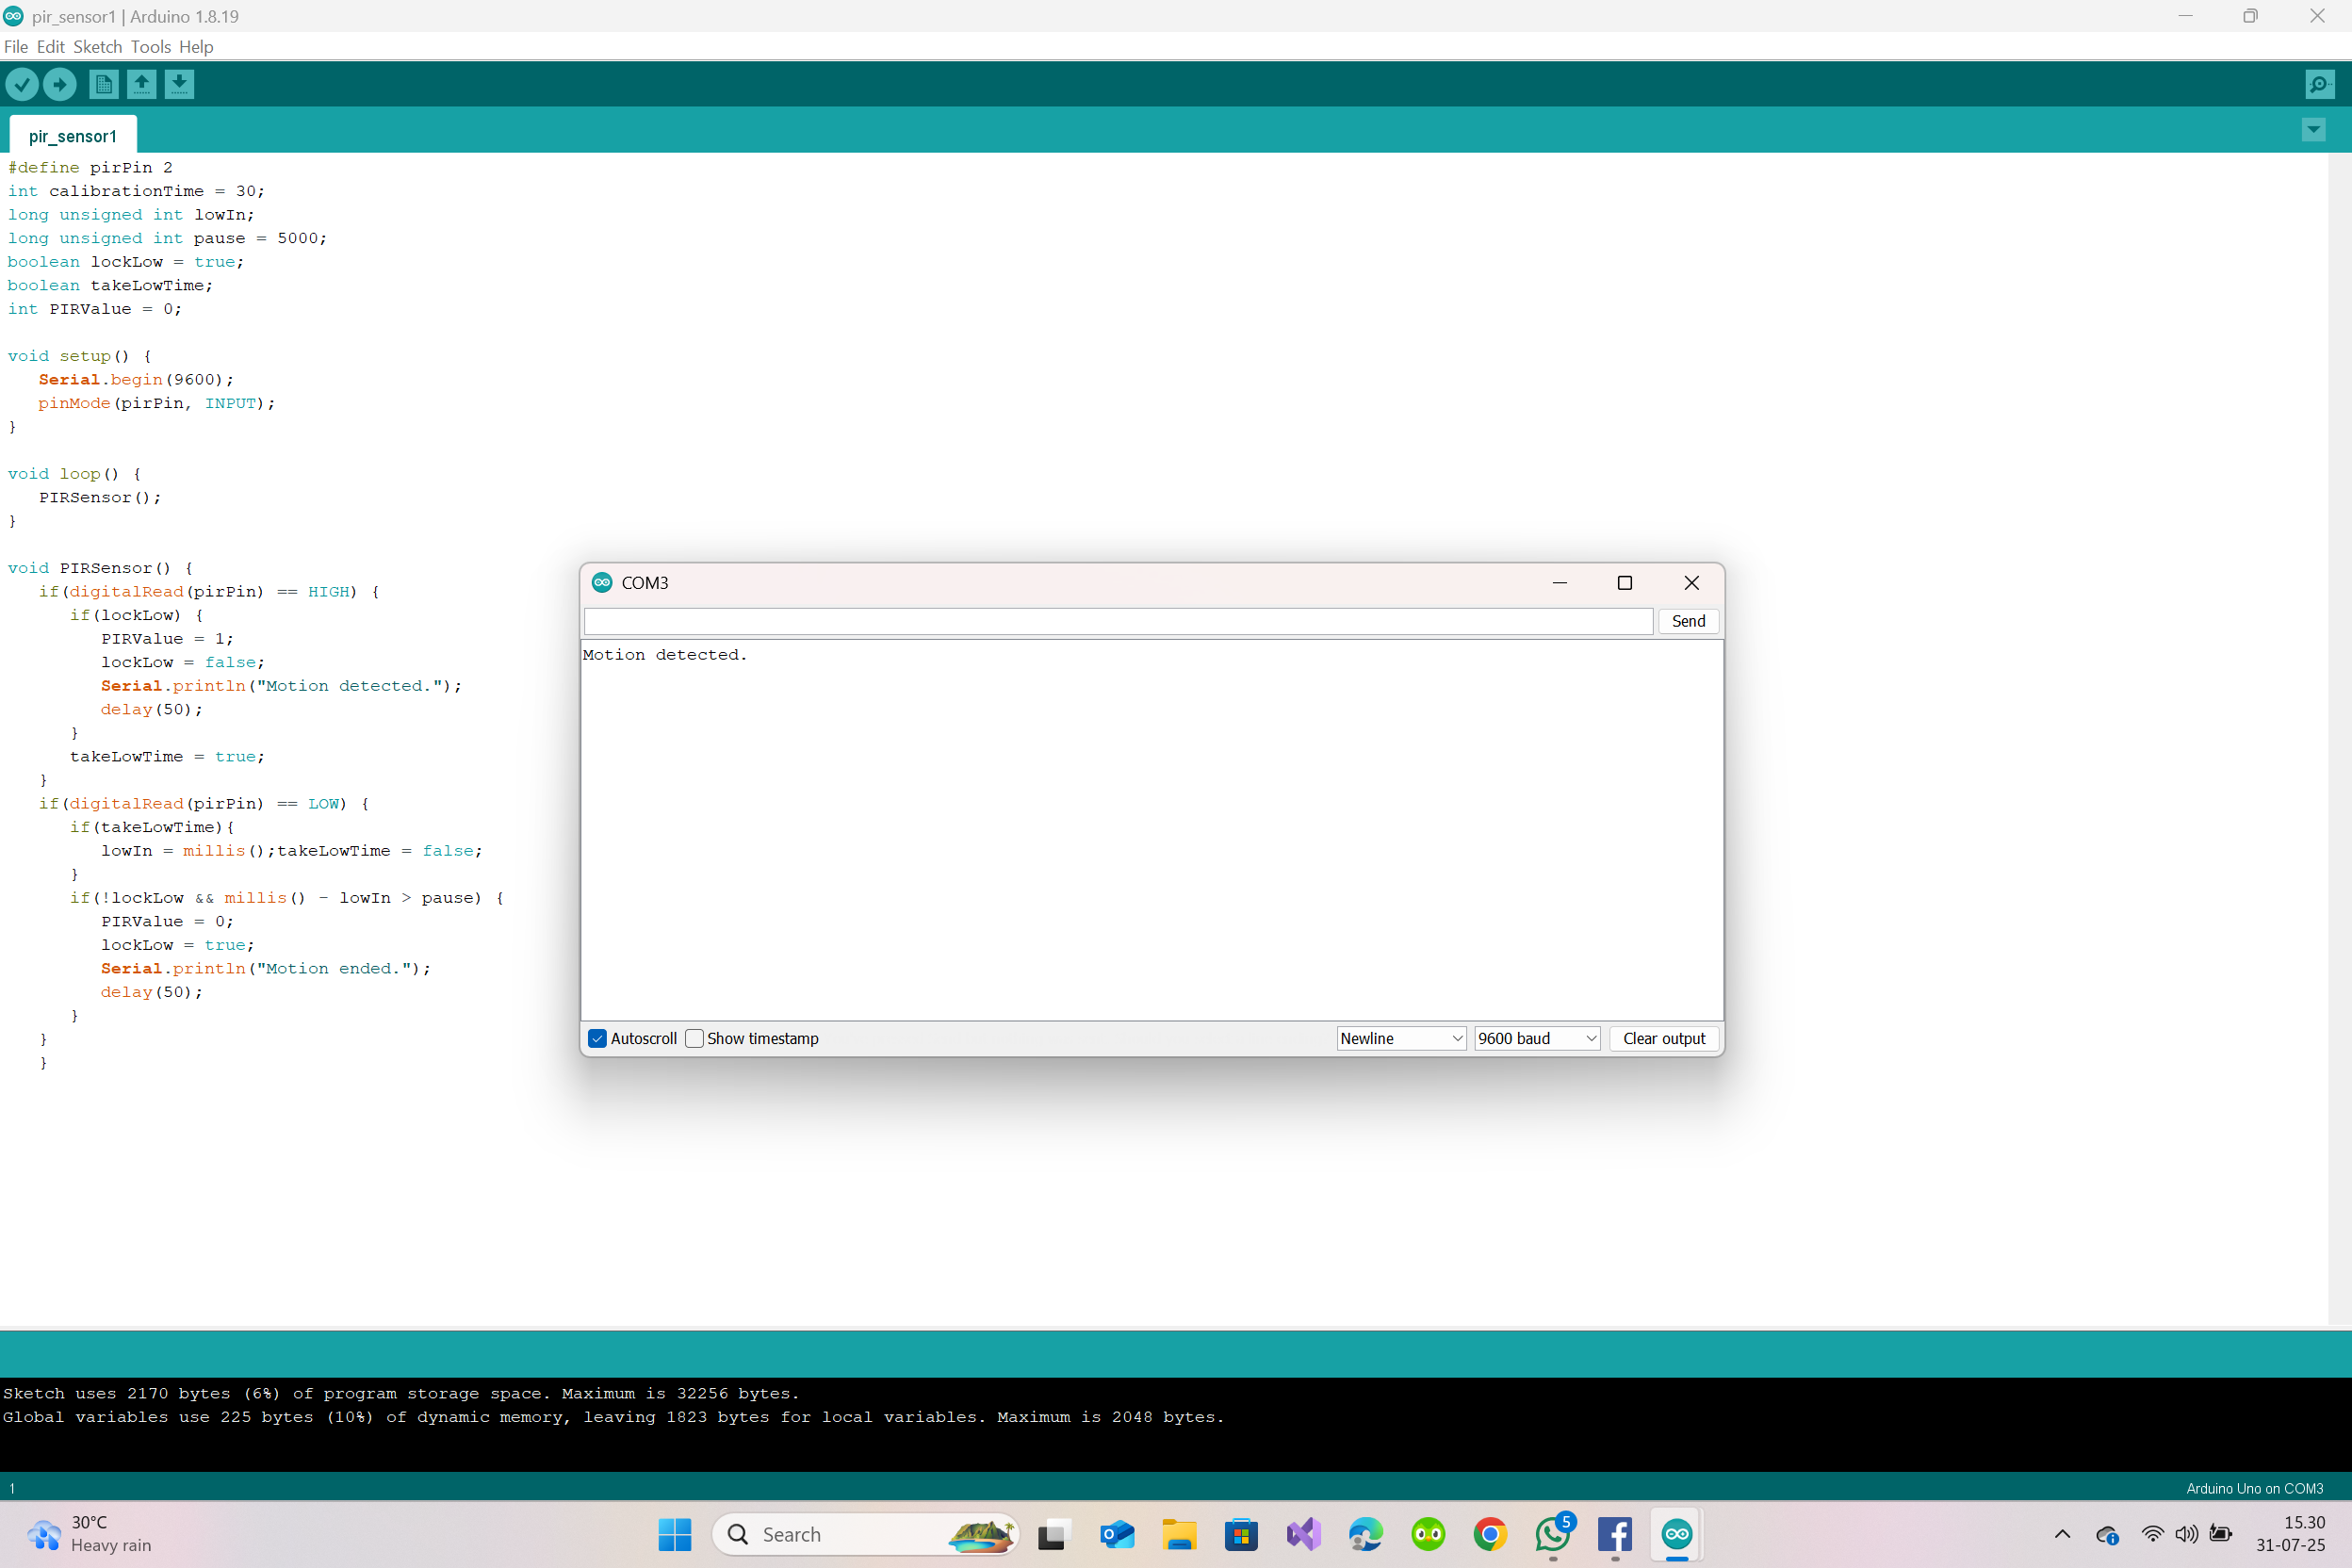 pir_sensor1 | Arduino 1.8.19
File Edit Sketch Tools Help
pir_sensor1
#define pirPin 2
int calibrationTime = 30;
long unsigned int lowIn;
long unsigned int pause = 5000;
boolean lockLow = true;
boolean takeLowTime;
int PIRValue = 0;
void setup() {
Serial.begin(9600);
pinMode(pirPin, INPUT);
}
void loop() {
PIRSensor();
}
void PIRSensor() {
if(digitalRead(pirPin) == HIGH) {
if(lockLow) {
PIRValue = 1;
lockLow = false;
Serial.println("Motion detected.");
delay(50);
}
takeLowTime = true;
}
if(digitalRead(pirPin) == LOW) {
if(takeLowTime){
lowIn = millis();takeLowTime = false;
}
if(!lockLow && millis() - lowIn > pause) {
PIRValue = 0;
lockLow = true;
Serial.println("Motion ended.");
delay(50);
}
}
}
COM3
Send
Motion detected.
Autoscroll Show timestamp Newline 9600 baud Clear output
Sketch uses 2170 bytes (6%) of program storage space. Maximum is 32256 bytes.
Global variables use 225 bytes (10%) of dynamic memory, leaving 1823 bytes for local variables. Maximum is 2048 bytes.
1 Arduino Uno on COM3
30°C
Heavy rain
Search
5
15.30
31-07-25